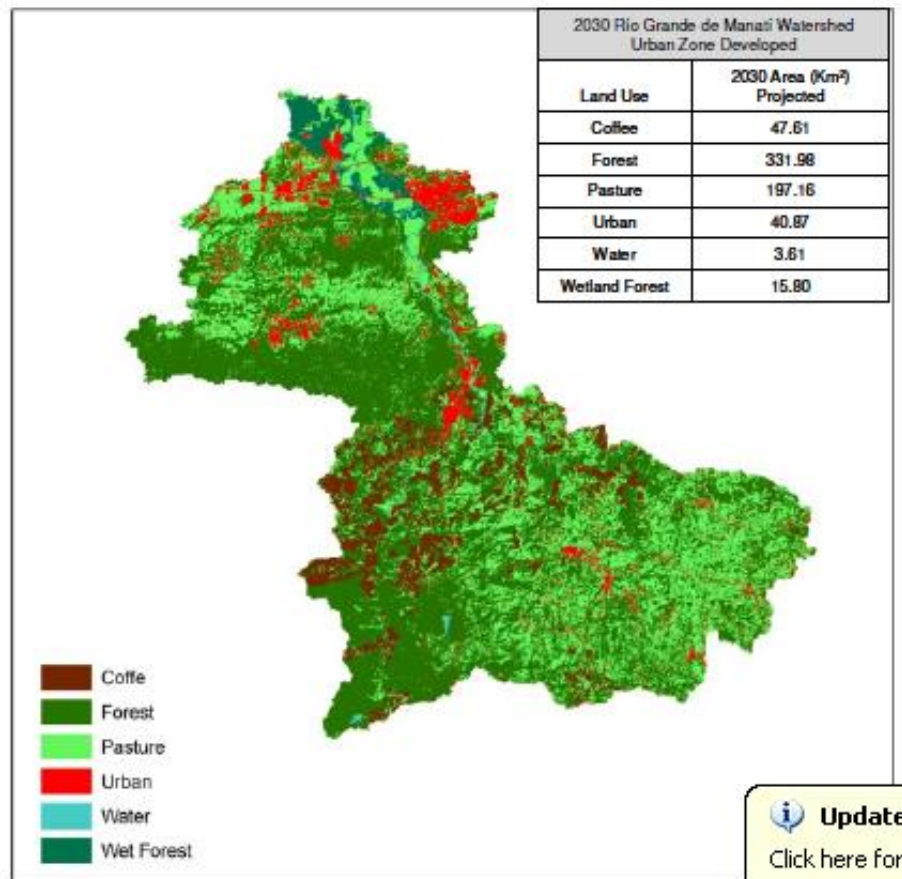 2030 Río Grande de Manatí Watershed
Urban Zone Developed
Land Use
2030 Area (Km²)
Projected
Coffee 47.61
Forest 331.98
Pasture 197.16
Urban 40.87
Water 3.61
Wetland Forest 15.80
Coffe
Forest
Pasture
Urban
Water
Wet Forest
Update
Click here for